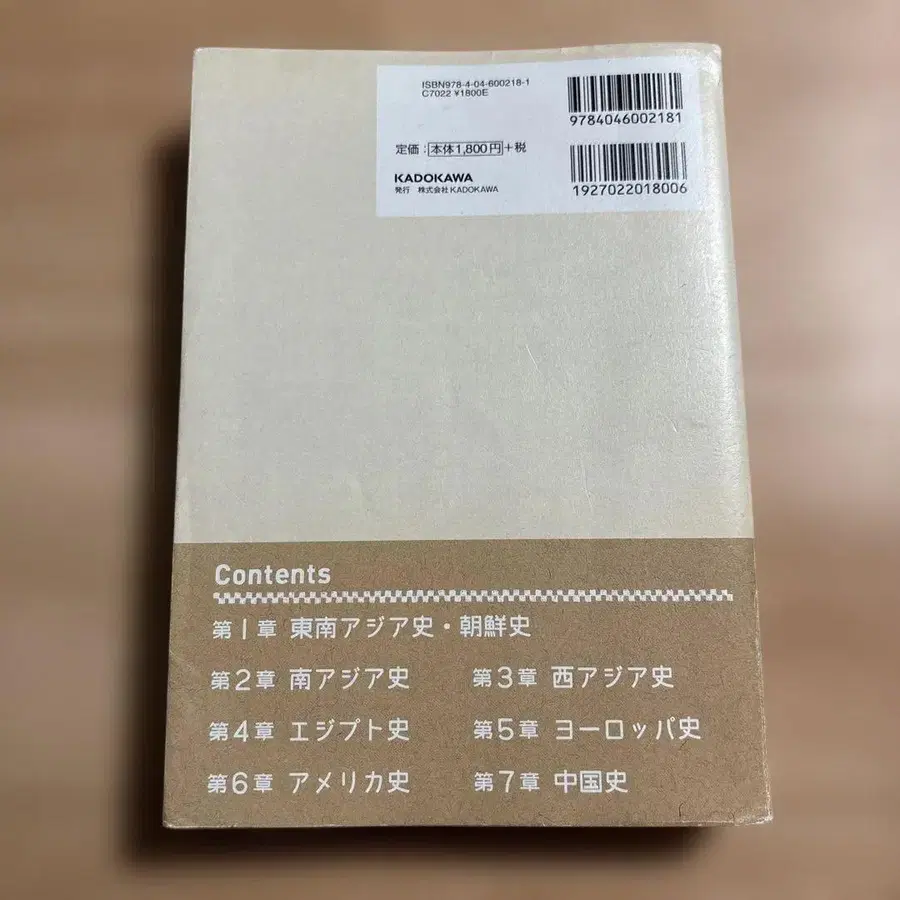 ISBN978-4-04-600218-1
C7022 ¥1800E
9784046002181
定価：本体1,800円+税
1927022018006
KADOKAWA
発行 株式会社KADOKAWA
Contents
第1章 東南アジア史・朝鮮史
第2章 南アジア史
第3章 西アジア史
第4章 エジプト史
第5章 ヨーロッパ史
第6章 アメリカ史
第7章 中国史